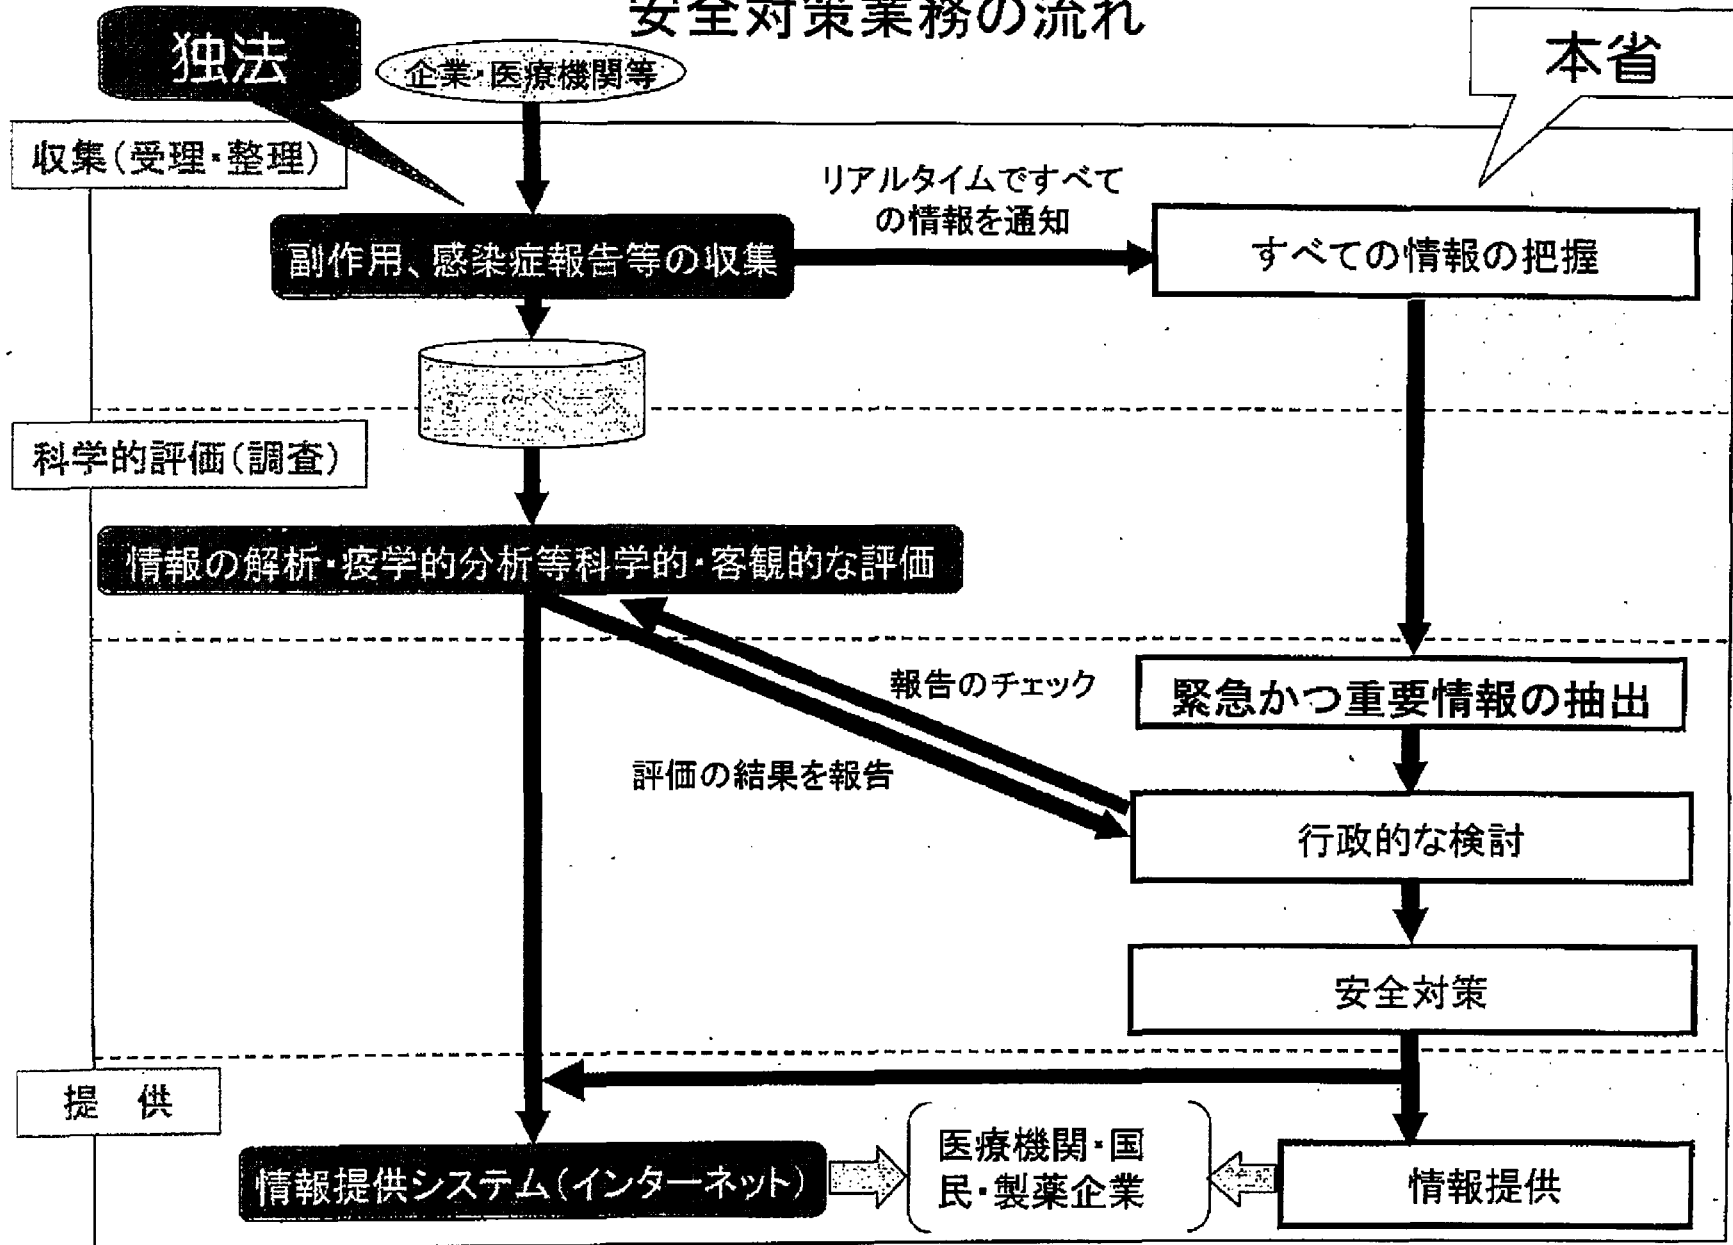 安全対策業務の流れ
独法
企業・医療機関等
本省
収集(受理・整理)
リアルタイムですべて
の情報を通知
副作用、感染症報告等の収集
すべての情報の把握
データベース
科学的評価(調査)
情報の解析・疫学的分析等科学的・客観的な評価
報告のチェック
緊急かつ重要情報の抽出
評価の結果を報告
行政的な検討
安全対策
提 供
医療機関・国
民・製薬企業
情報提供システム(インターネット)
情報提供